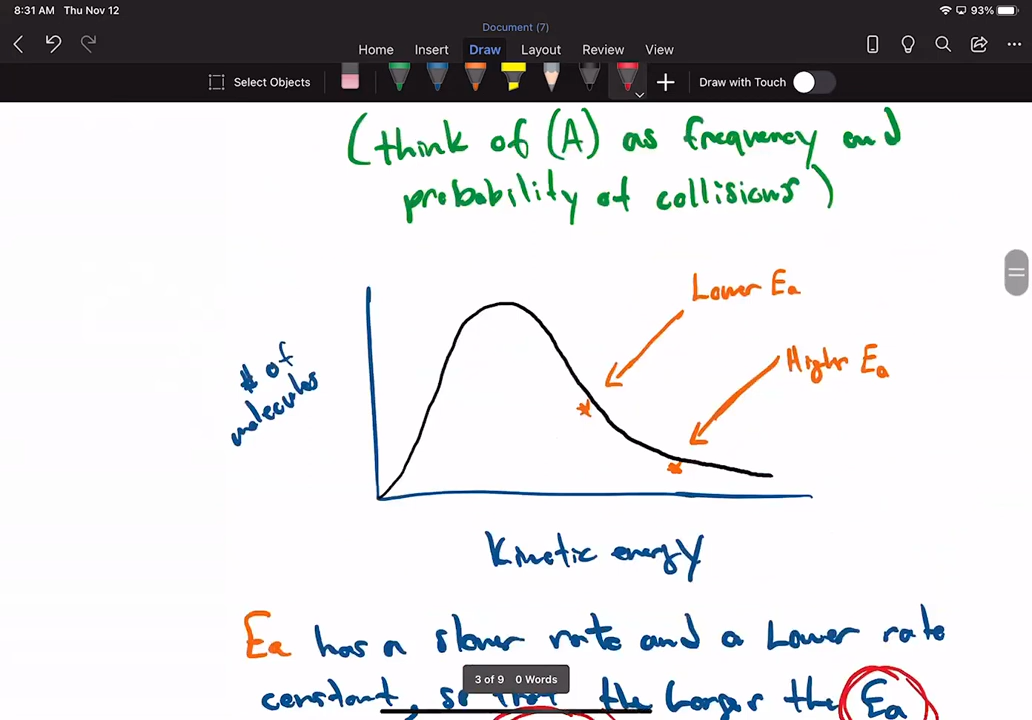 8:31 AM Thu Nov 12
93%
Document (7)
Home Insert Draw Layout Review View
Select Objects
Draw with Touch
(think of (A) as frequency and
probability of collisions)
Lower Ea
Higher Ea
# of
molecules
Kinetic energy
Ea has a slower rate and a Lower rate
constant, so that the larger the Ea
3 of 9 0 Words